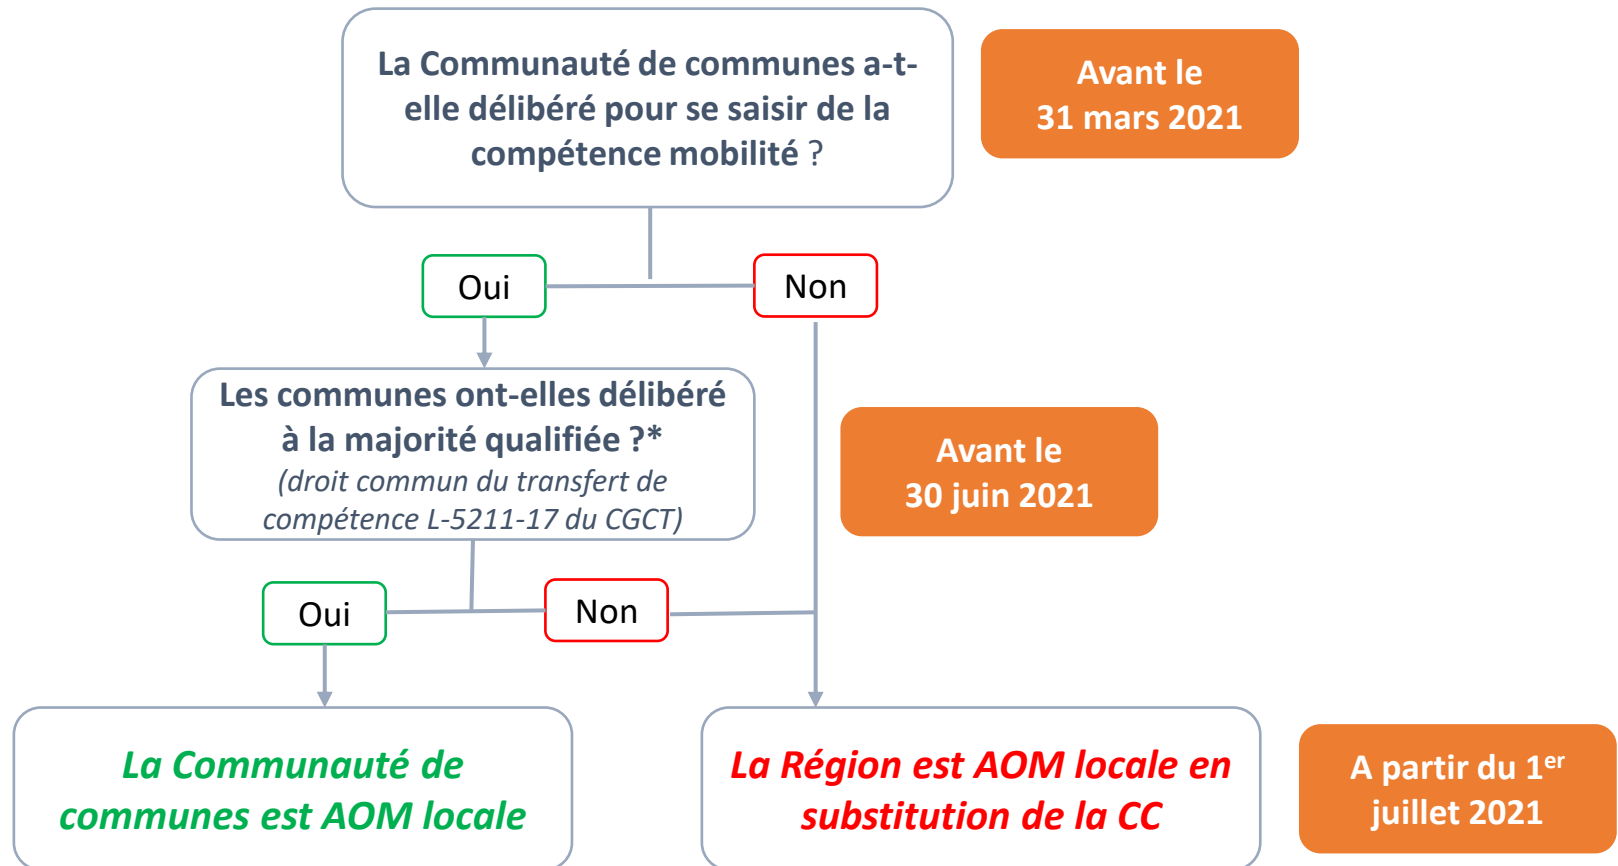 La Communauté de communes a-t-
elle délibéré pour se saisir de la
compétence mobilité ?
Avant le
31 mars 2021
Oui
Non
Les communes ont-elles délibéré
à la majorité qualifiée ?*
(droit commun du transfert de
compétence L-5211-17 du CGCT)
Avant le
30 juin 2021
Oui
Non
La Communauté de
communes est AOM locale
La Région est AOM locale en
substitution de la CC
A partir du 1er
juillet 2021